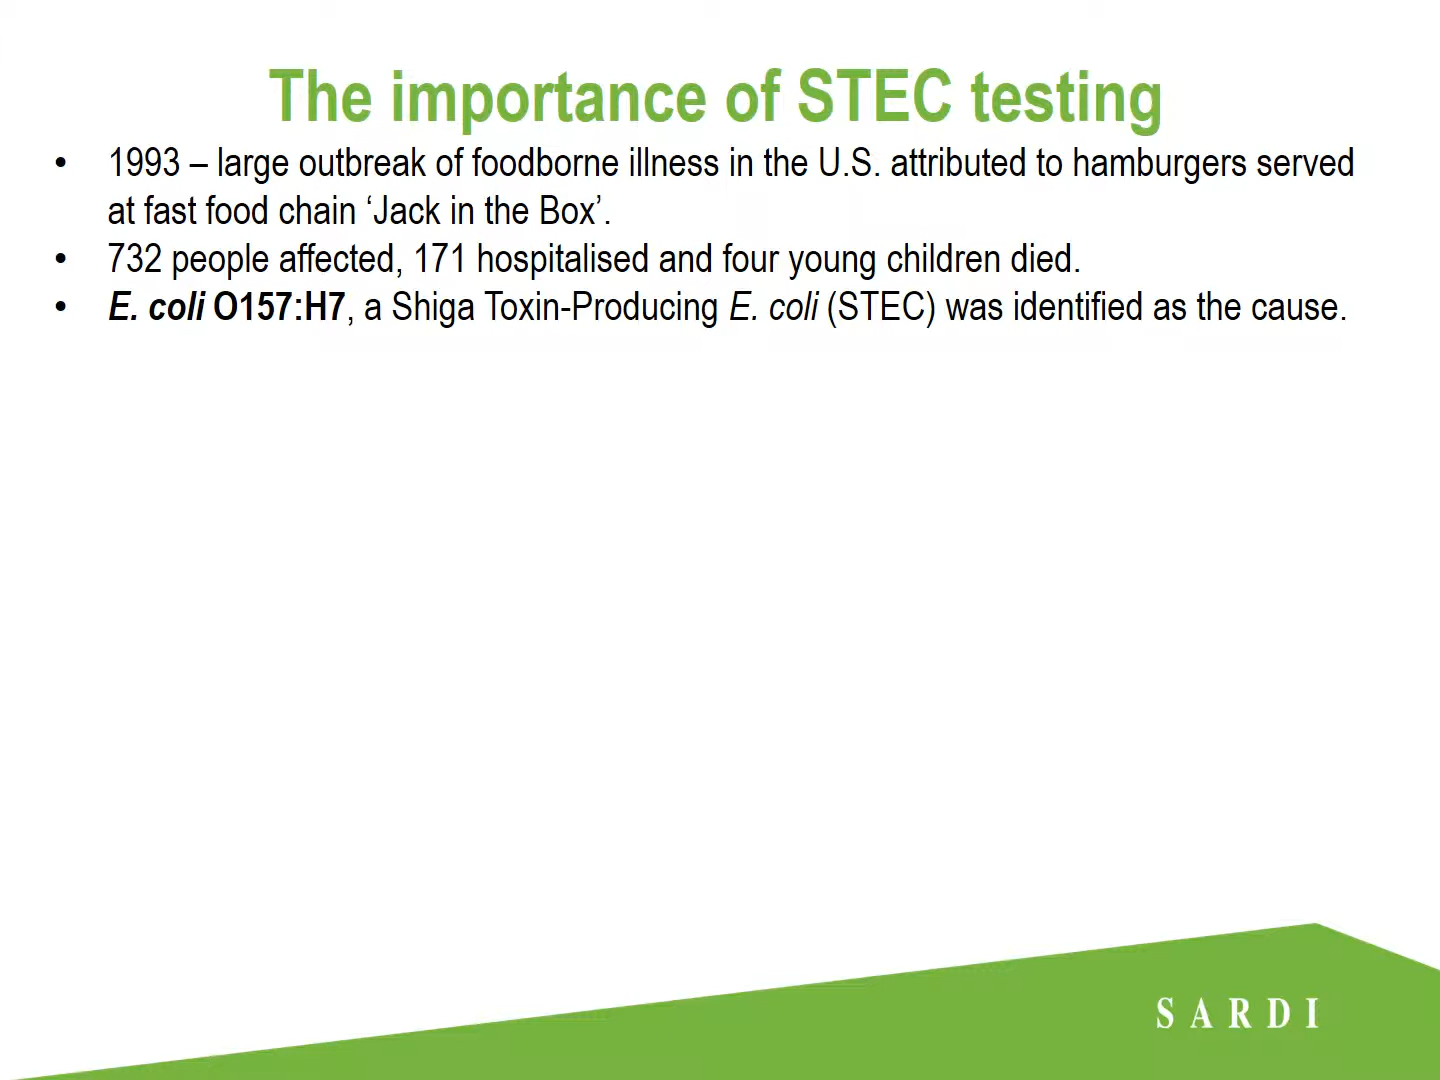 The importance of STEC testing
• 1993 – large outbreak of foodborne illness in the U.S. attributed to hamburgers served
at fast food chain ‘Jack in the Box’.
• 732 people affected, 171 hospitalised and four young children died.
• E. coli O157:H7, a Shiga Toxin-Producing E. coli (STEC) was identified as the cause.
SARDI